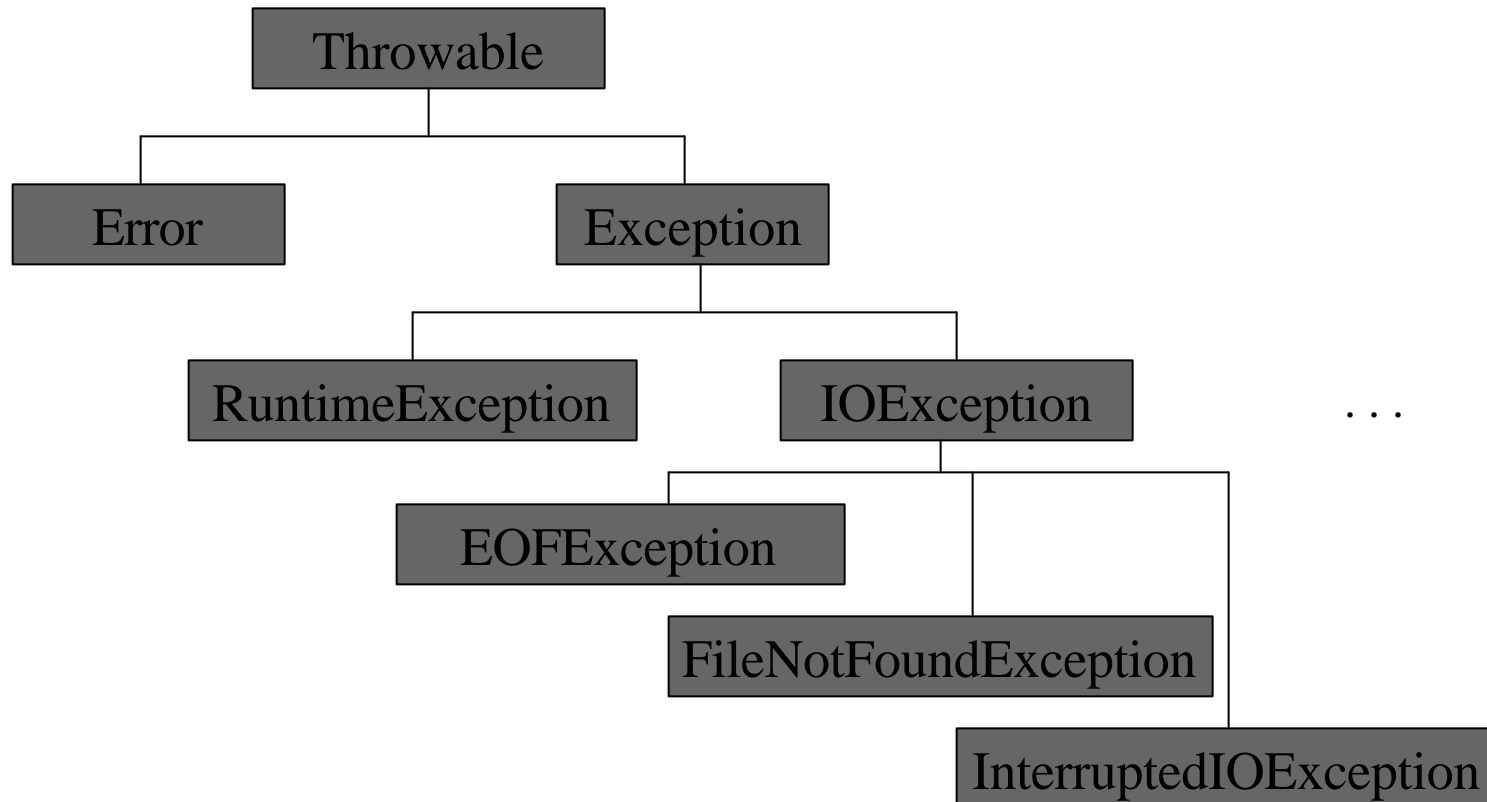 Throwable
Error
Exception
RuntimeException
IOException
. . .
EOFException
FileNotFoundException
InterruptedIOException